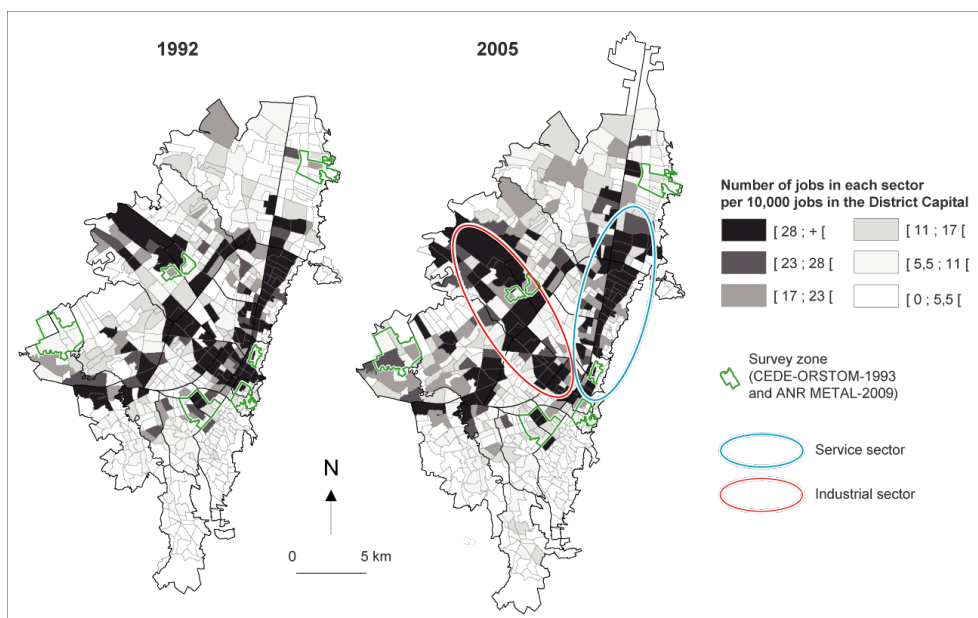 1992
2005
Number of jobs in each sector
per 10,000 jobs in the District Capital
[ 28 ; + [
[ 11 ; 17 [
[ 23 ; 28 [
[ 5,5 ; 11 [
[ 17 ; 23 [
[ 0 ; 5,5 [
Survey zone
(CEDE-ORSTOM-1993
and ANR METAL-2009)
Service sector
Industrial sector
N
0 5 km